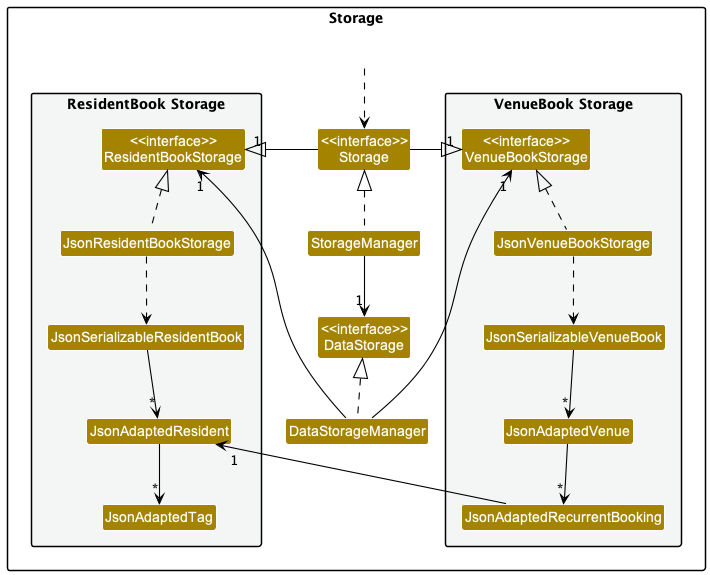 Storage
ResidentBook Storage
VenueBook Storage
<<interface>>
ResidentBookStorage
1
<<interface>>
Storage
1
<<interface>>
VenueBookStorage
1
1
JsonResidentBookStorage
StorageManager
JsonVenueBookStorage
1
JsonSerializableResidentBook
<<interface>>
DataStorage
JsonSerializableVenueBook
*
*
JsonAdaptedResident
DataStorageManager
JsonAdaptedVenue
1
*
*
JsonAdaptedTag
JsonAdaptedRecurrentBooking